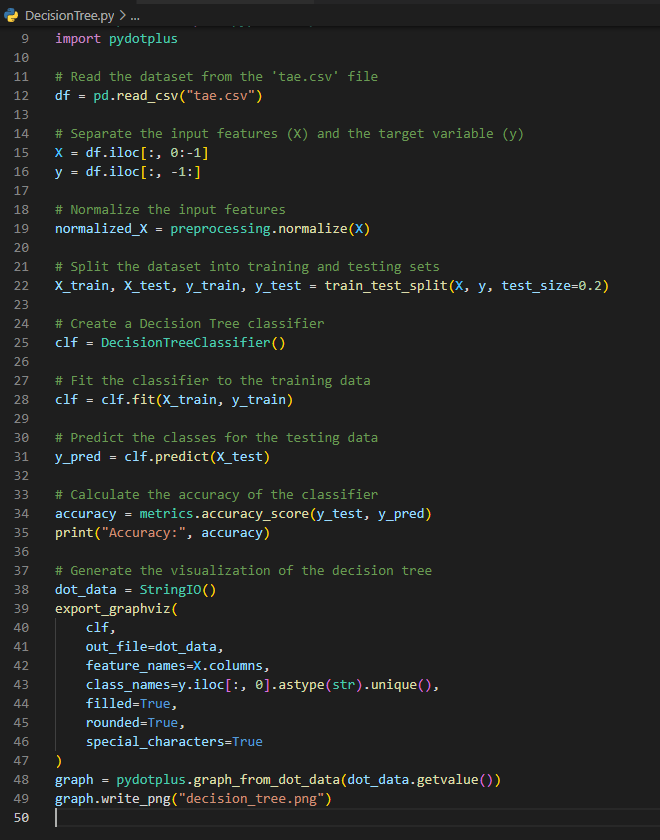 DecisionTree.py > ...
9 import pydotplus
10
11 # Read the dataset from the 'tae.csv' file
12 df = pd.read_csv("tae.csv")
13
14 # Separate the input features (X) and the target variable (y)
15 X = df.iloc[:, 0:-1]
16 y = df.iloc[:, -1:]
17
18 # Normalize the input features
19 normalized_X = preprocessing.normalize(X)
20
21 # Split the dataset into training and testing sets
22 X_train, X_test, y_train, y_test = train_test_split(X, y, test_size=0.2)
23
24 # Create a Decision Tree classifier
25 clf = DecisionTreeClassifier()
26
27 # Fit the classifier to the training data
28 clf = clf.fit(X_train, y_train)
29
30 # Predict the classes for the testing data
31 y_pred = clf.predict(X_test)
32
33 # Calculate the accuracy of the classifier
34 accuracy = metrics.accuracy_score(y_test, y_pred)
35 print("Accuracy:", accuracy)
36
37 # Generate the visualization of the decision tree
38 dot_data = StringIO()
39 export_graphviz(
40     clf,
41     out_file=dot_data,
42     feature_names=X.columns,
43     class_names=y.iloc[:, 0].astype(str).unique(),
44     filled=True,
45     rounded=True,
46     special_characters=True
47 )
48 graph = pydotplus.graph_from_dot_data(dot_data.getvalue())
49 graph.write_png("decision_tree.png")
50